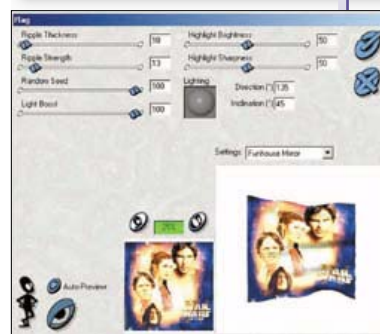 Flag
Ripple Thickness
18
Highlight Brightness
50
Ripple Strength
13
Highlight Sharpness
50
Random Seed
100
Lighting
Direction (°)
135
Light Boost
100
Inclination (°)
45
Settings:
Funhouse Mirror
Auto Preview